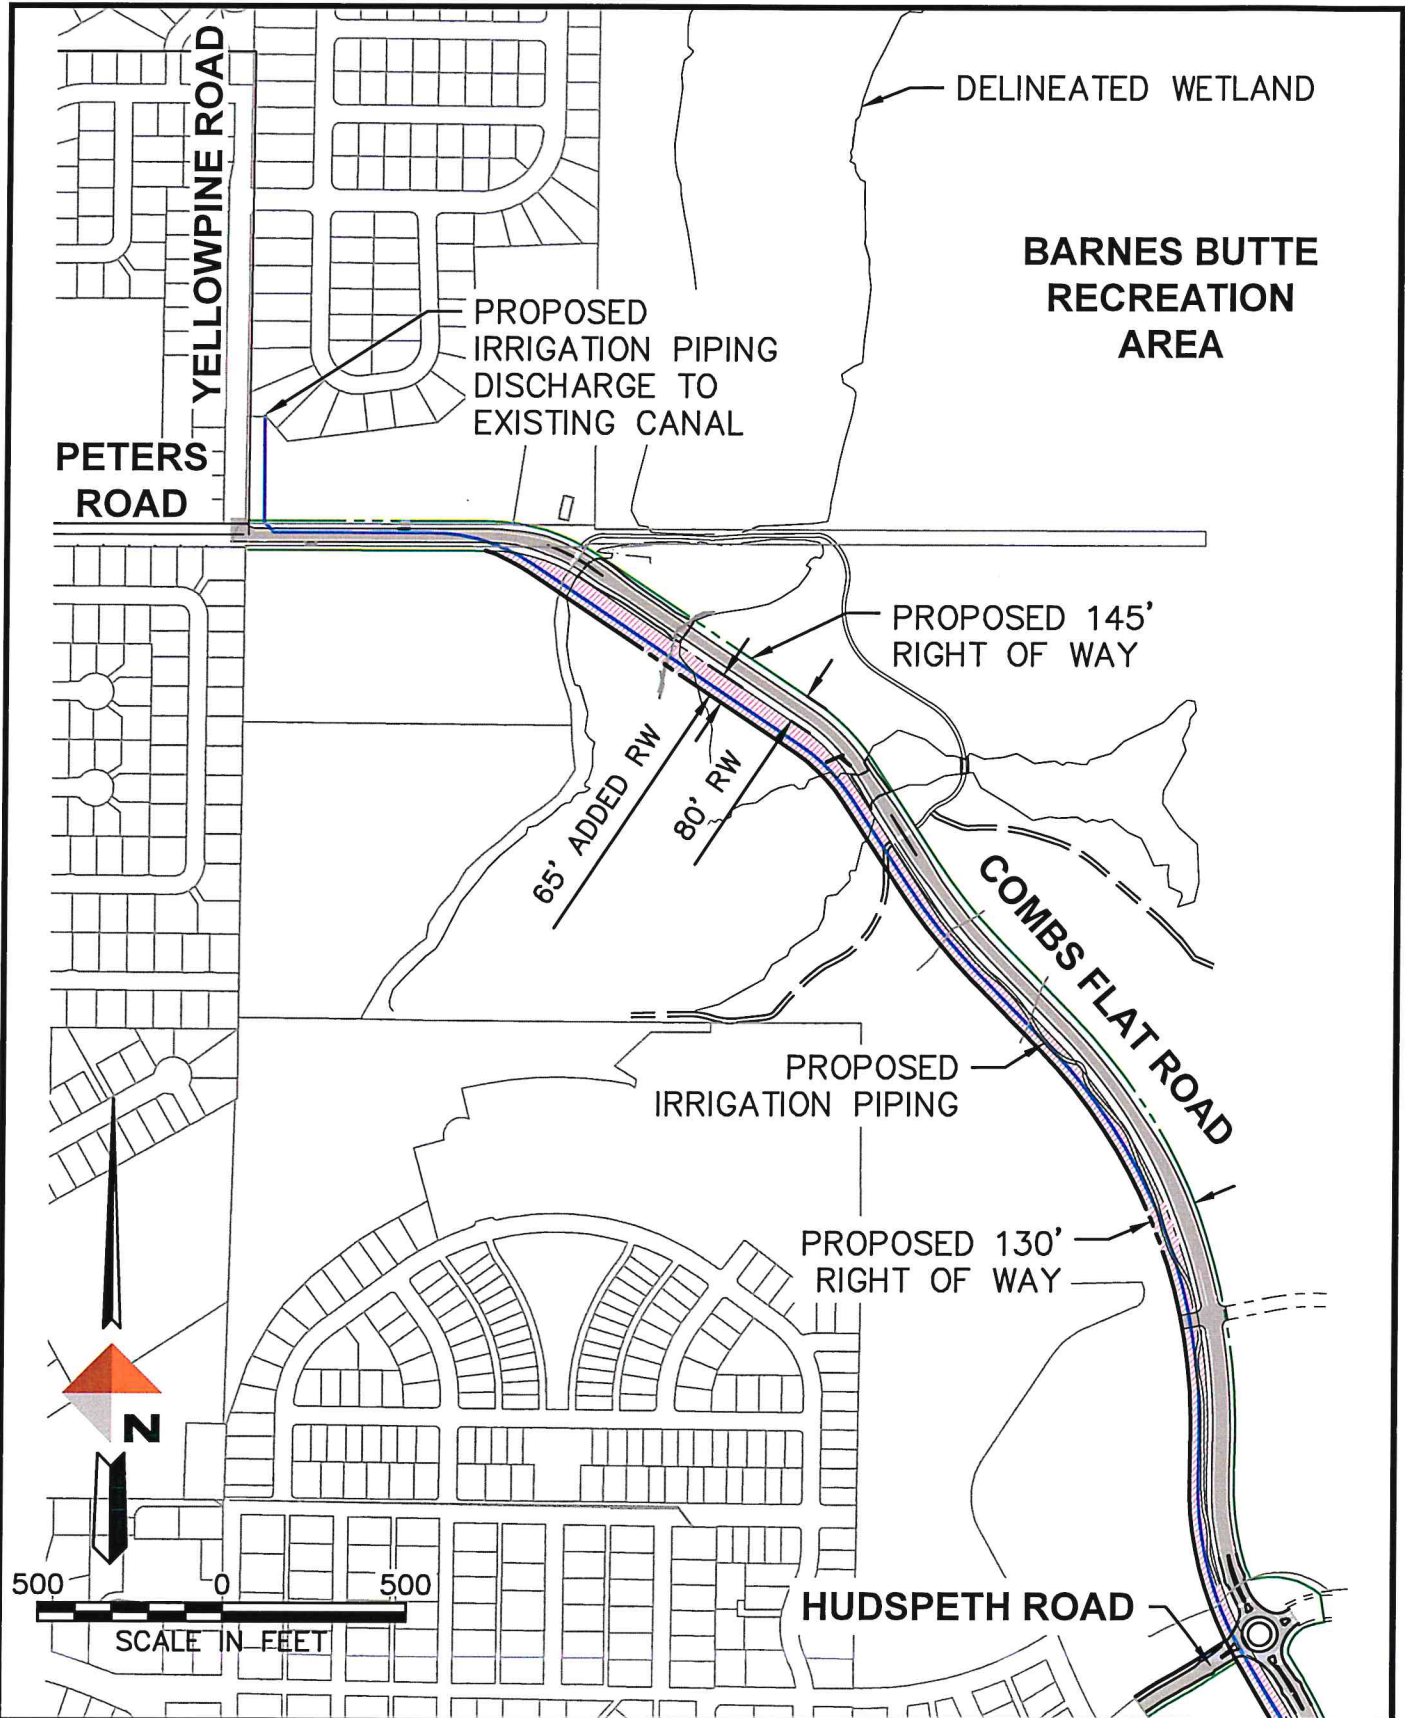 YELLOWPINE ROAD
DELINEATED WETLAND
BARNES BUTTE
RECREATION
AREA
PROPOSED
IRRIGATION PIPING
DISCHARGE TO
EXISTING CANAL
PETERS
ROAD
PROPOSED 145'
RIGHT OF WAY
65' ADDED RW
80' RW
COMBS FLAT ROAD
PROPOSED
IRRIGATION PIPING
PROPOSED 130'
RIGHT OF WAY
N
500 0 500
SCALE IN FEET
HUDSPETH ROAD